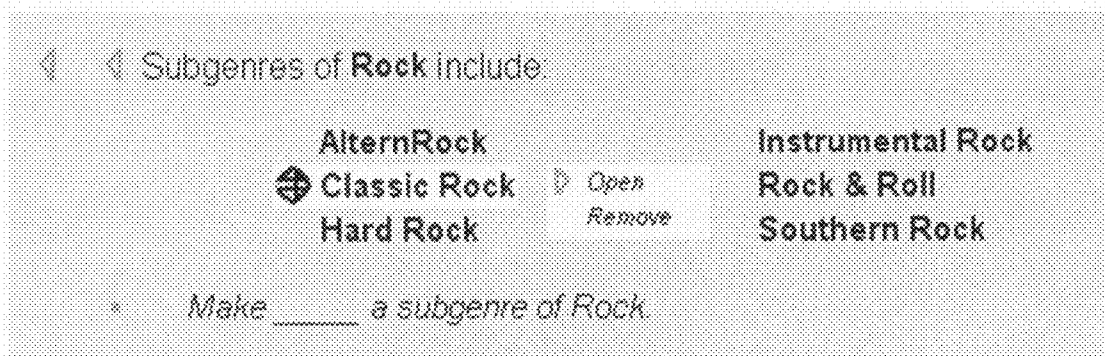 Subgenres of Rock include:
AlternRock
Instrumental Rock
Classic Rock
Open
Rock & Roll
Remove
Hard Rock
Southern Rock
Make _____ a subgenre of Rock.